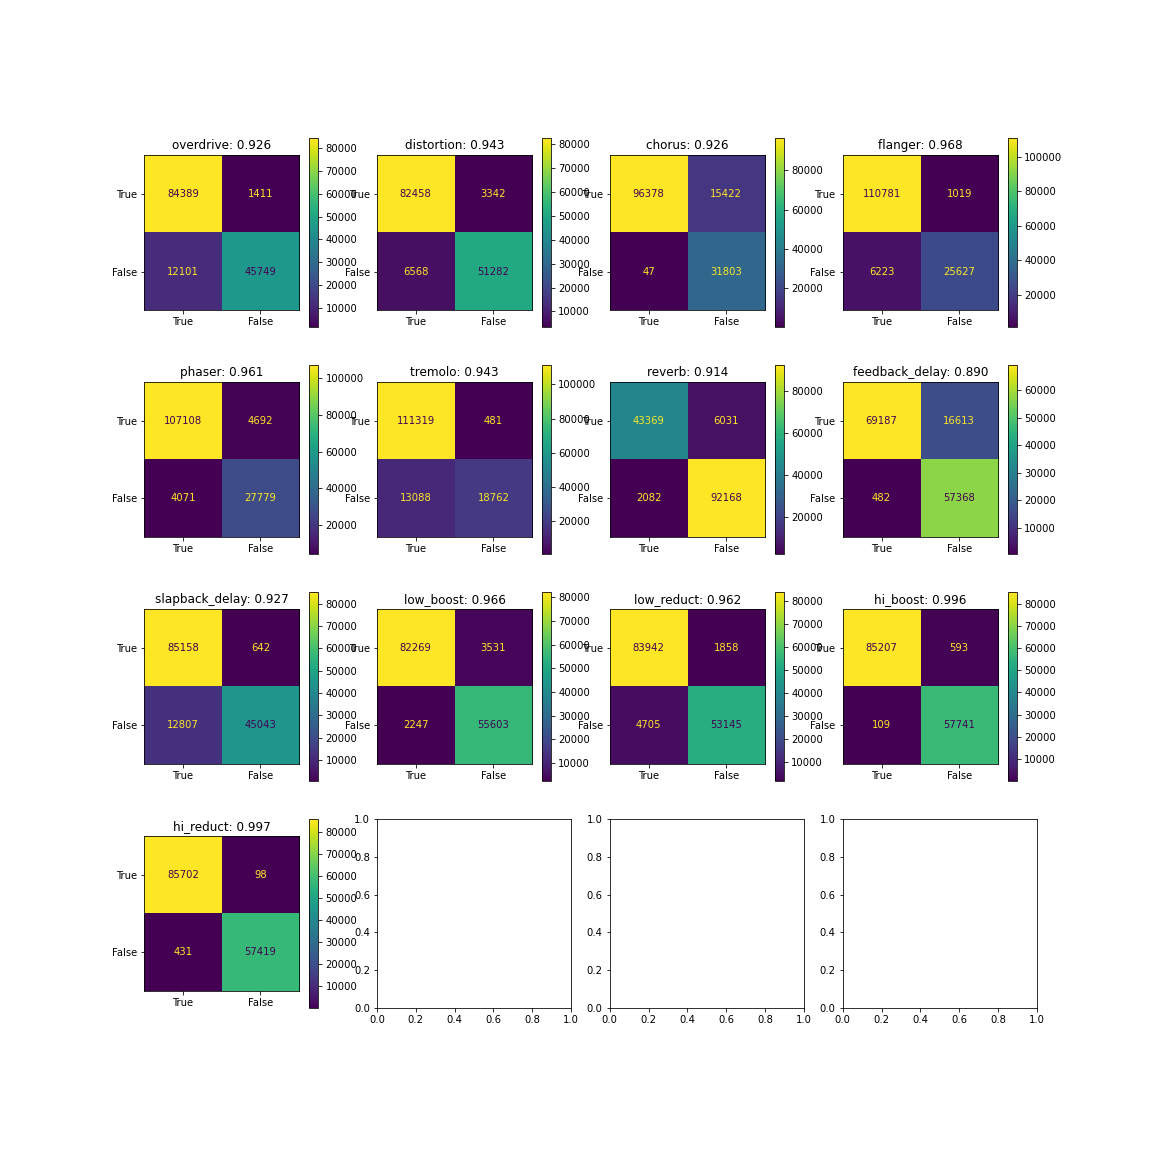 overdrive: 0.926
True 84389 1411
False 12101 45749
True False
80000
70000
60000
50000
40000
30000
20000
10000
distortion: 0.943
True 82458 3342
False 6568 51282
True False
80000
70000
60000
50000
40000
30000
20000
10000
chorus: 0.926
True 96378 15422
False 47 31803
True False
80000
60000
40000
20000
flanger: 0.968
True 110781 1019
False 6223 25627
True False
100000
80000
60000
40000
20000
phaser: 0.961
True 107108 4692
False 4071 27779
True False
100000
80000
60000
40000
20000
tremolo: 0.943
True 111319 481
False 13088 18762
True False
100000
80000
60000
40000
20000
reverb: 0.914
True 43369 6031
False 2082 92168
True False
80000
60000
40000
20000
feedback_delay: 0.890
True 69187 16613
False 482 57368
True False
60000
50000
40000
30000
20000
10000
slapback_delay: 0.927
True 85158 642
False 12807 45043
True False
80000
70000
60000
50000
40000
30000
20000
10000
low_boost: 0.966
True 82269 3531
False 2247 55603
True False
80000
70000
60000
50000
40000
30000
20000
10000
low_reduct: 0.962
True 83942 1858
False 4705 53145
True False
80000
70000
60000
50000
40000
30000
20000
10000
hi_boost: 0.996
True 85207 593
False 109 57741
True False
80000
70000
60000
50000
40000
30000
20000
10000
hi_reduct: 0.997
True 85702 98
False 431 57419
True False
80000
70000
60000
50000
40000
30000
20000
10000
1.0
0.8
0.6
0.4
0.2
0.0
0.0 0.2 0.4 0.6 0.8 1.0
1.0
0.8
0.6
0.4
0.2
0.0
0.0 0.2 0.4 0.6 0.8 1.0
1.0
0.8
0.6
0.4
0.2
0.0
0.0 0.2 0.4 0.6 0.8 1.0